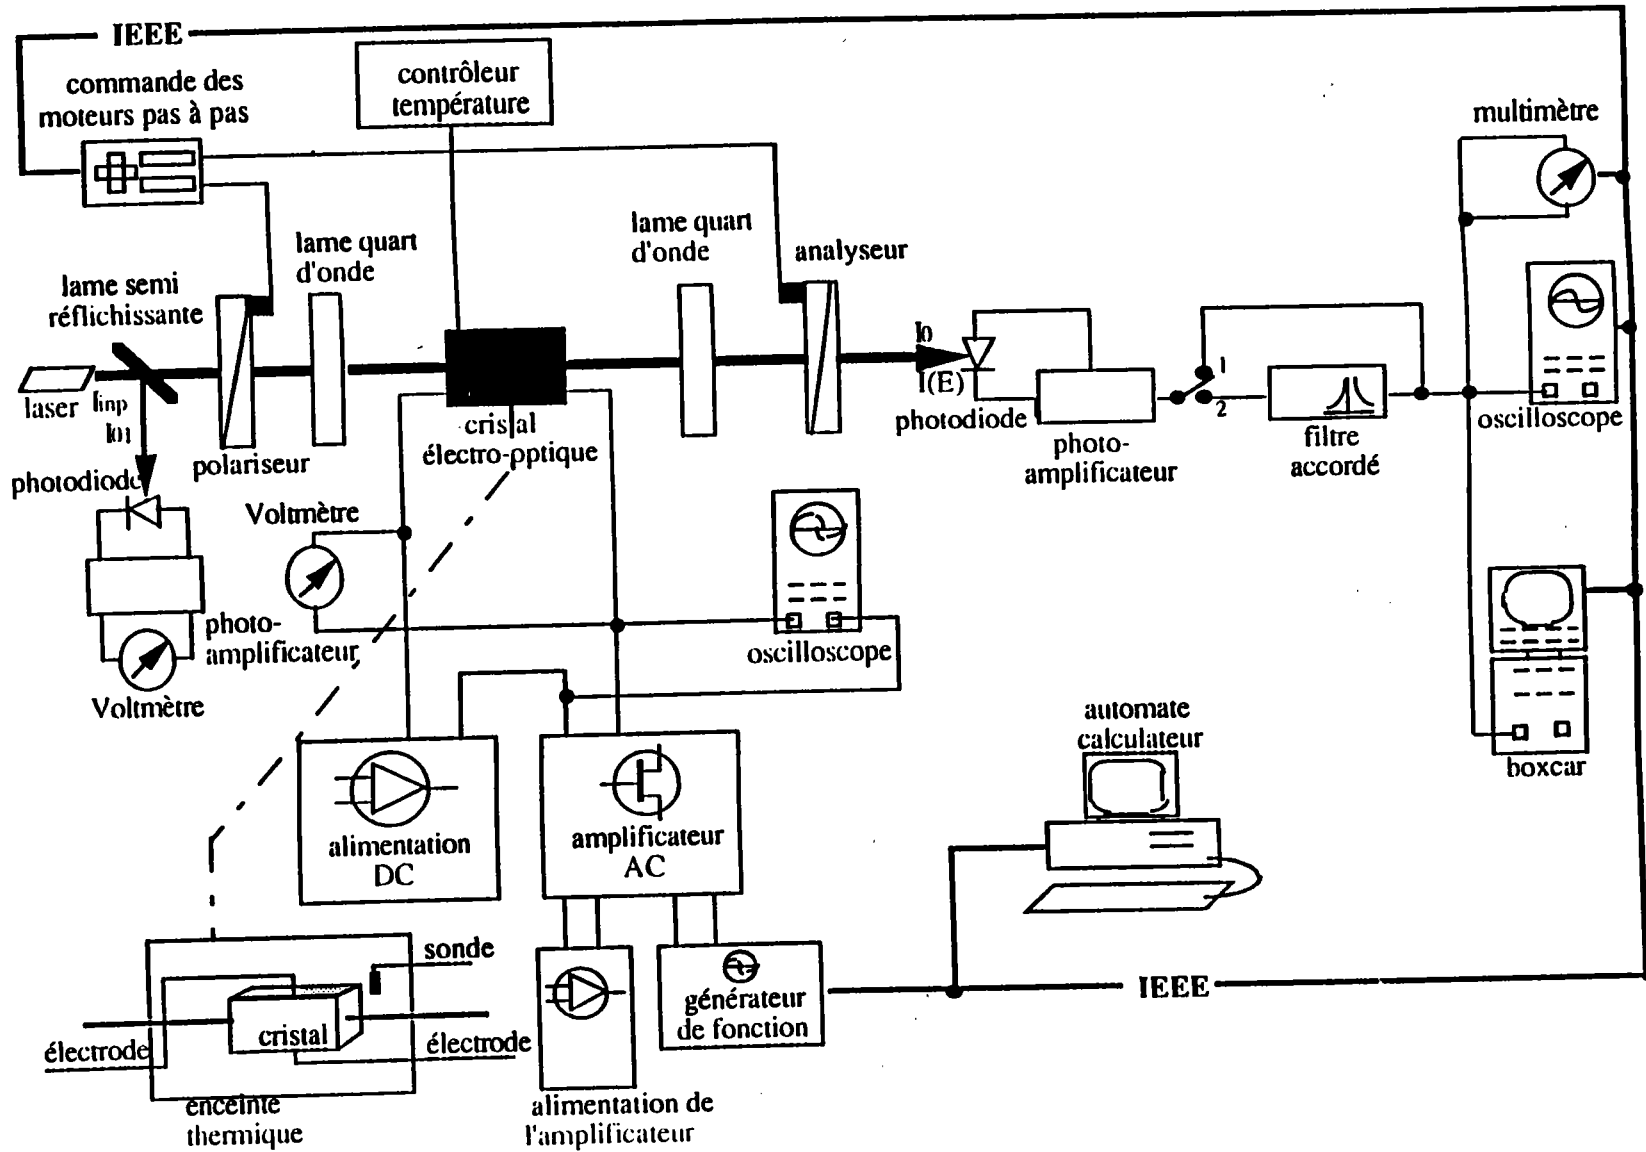 IEEE
commande des
moteurs pas à pas
contrôleur
température
multimètre
lame quart
d'onde
lame quart
d'onde
analyseur
lame semi
réflichissante
laser
Iinp
I01
polariseur
cristal
électro-optique
I0
I(E)
photodiode
photo-
amplificateur
1
2
filtre
accordé
oscilloscope
photodiode
Voltmètre
photo-
amplificateur
Voltmètre
oscilloscope
boxcar
automate
calculateur
alimentation
DC
amplificateur
AC
sonde
générateur
de fonction
IEEE
cristal
électrode
électrode
enceinte
thermique
alimentation de
l'amplificateur